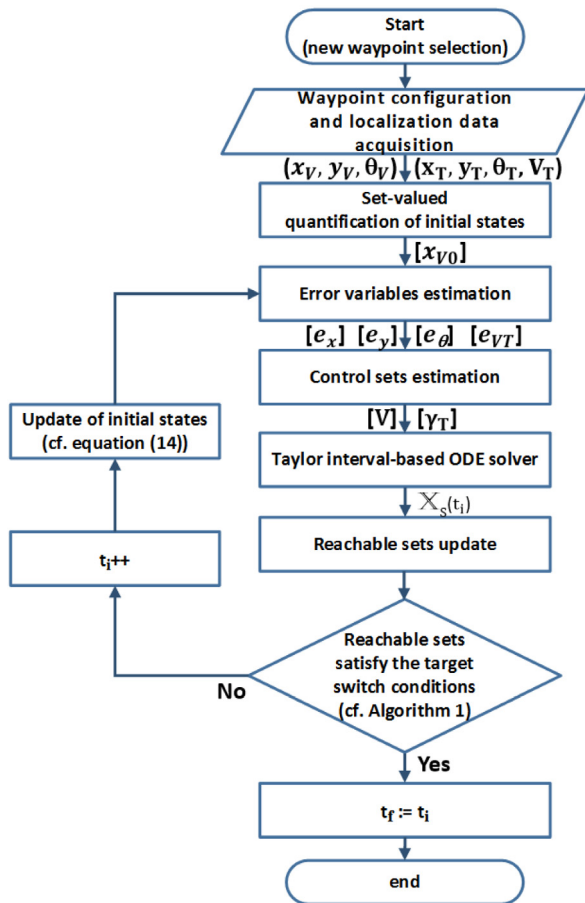 Start
(new waypoint selection)
Waypoint configuration
and localization data
acquisition
(x_V, y_V, θ_V) (x_T, y_T, θ_T, V_T)
Set-valued
quantification of initial states
[x_V0]
Error variables estimation
[e_x] [e_y] [e_θ] [e_VT]
Control sets estimation
[V] [γ_T]
Taylor interval-based ODE solver
𝕏_S(t_i)
Reachable sets update
Reachable sets
satisfy the target
switch conditions
(cf. Algorithm 1)
No
t_i++
Update of initial states
(cf. equation (14))
Yes
t_f := t_i
end